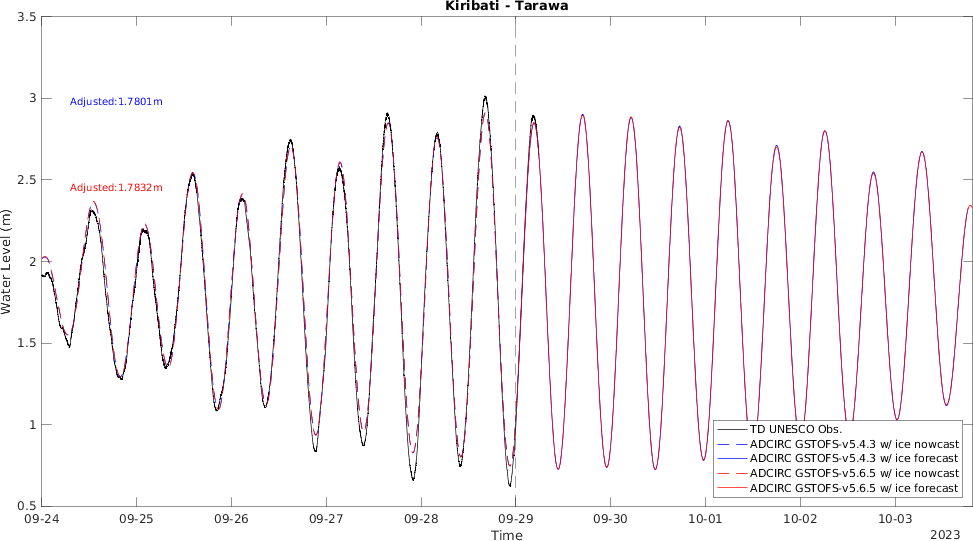 Kiribati - Tarawa
3.5
3
2.5
2
1.5
1
0.5
Water Level (m)
Adjusted:1.7801m
Adjusted:1.7832m
TD UNESCO Obs.
ADCIRC GSTOFS-v5.4.3 w/ ice nowcast
ADCIRC GSTOFS-v5.4.3 w/ ice forecast
ADCIRC GSTOFS-v5.6.5 w/ ice nowcast
ADCIRC GSTOFS-v5.6.5 w/ ice forecast
09-24 09-25 09-26 09-27 09-28 09-29 09-30 10-01 10-02 10-03
Time
2023